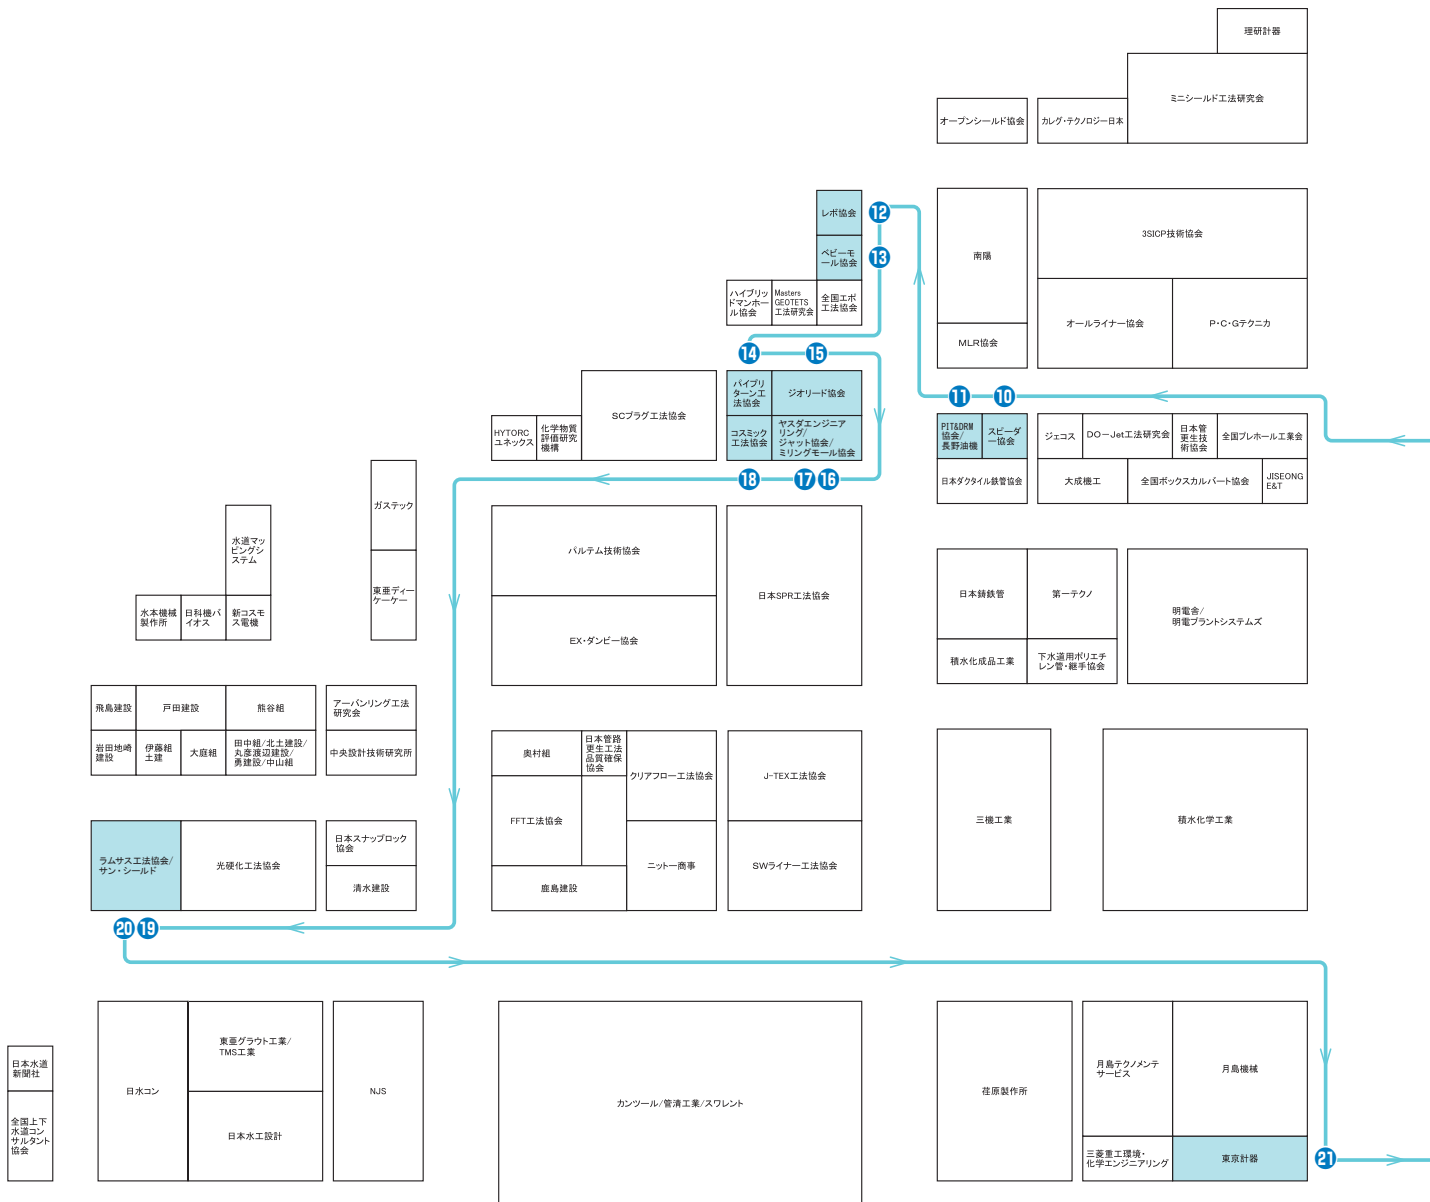 理研計器
ミニシールド工法研究会
オープンシールド協会
カレグ・テクノロジー日本
レボ協会
12
ベビーモ
ール協会
13
ハイブリッ
ドマンホー
ル協会
Masters
GEOTETS
工法研究会
全国エポ
工法協会
南陽
MLR協会
3SICP技術協会
オールライナー協会
P・C・Gテクニカ
14
15
11
10
HYTORC
ユネックス
化学物質
評価研究
機構
SCプラグ工法協会
パイプリ
ターン工
法協会
ジオリード協会
コスミック
工法協会
ヤスダエンジニア
リング/
ジャット協会/
ミリングモール協会
PIT&DRM
協会/
長野油機
スピーダ
ー協会
ジェコス
DO－Jet工法研究会
日本管
更生技
術協会
全国プレホール工業会
日本ダクタイル鉄管協会
大成機工
全国ボックスカルバート協会
JISEONG
E&T
18
17
16
ガステック
東亜ディー
ケーケー
水道マッ
ピングシ
ステム
水本機械
製作所
日科機バ
イオス
新コスモ
ス電機
パルテム技術協会
EX・ダンビー協会
日本SPR工法協会
日本鋳鉄管
第一テクノ
積水化成品工業
下水道用ポリエチ
レン管・継手協会
明電舎/
明電プラントシステムズ
飛島建設
戸田建設
熊谷組
アーバンリング工法
研究会
岩田地崎
建設
伊藤組
土建
大庭組
田中組/北土建設/
丸彦渡辺建設/
勇建設/中山組
中央設計技術研究所
奥村組
日本管路
更生工法
品質確保
協会
クリアフロー工法協会
FFT工法協会
ニットー商事
鹿島建設
J-TEX工法協会
SWライナー工法協会
三機工業
積水化学工業
ラムサス工法協会/
サン・シールド
光硬化工法協会
日本スナップロック
協会
清水建設
20
19
日本水道
新聞社
全国上下
水道コン
サルタント
協会
日水コン
東亜グラウト工業/
TMS工業
日本水工設計
NJS
カンツール/管清工業/スワレント
荏原製作所
月島テクノメンテ
サービス
月島機械
三菱重工環境・
化学エンジニアリング
東京計器
21